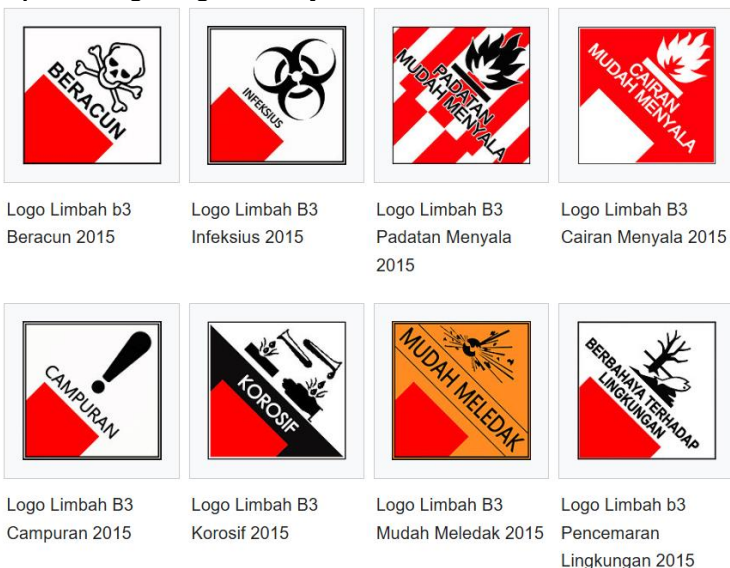 BERACUN
INFEKSIUS
PADATAN
MUDAH MENYALA
CAIRAN
MUDAH MENYALA
Logo Limbah b3
Beracun 2015
Logo Limbah B3
Infeksius 2015
Logo Limbah B3
Padatan Menyala
2015
Logo Limbah B3
Cairan Menyala 2015
CAMPURAN
KOROSIF
MUDAH MELEDAK
BERBAHAYA TERHADAP
LINGKUNGAN
Logo Limbah B3
Campuran 2015
Logo Limbah B3
Korosif 2015
Logo Limbah B3
Mudah Meledak 2015
Logo Limbah b3
Pencemaran
Lingkungan 2015